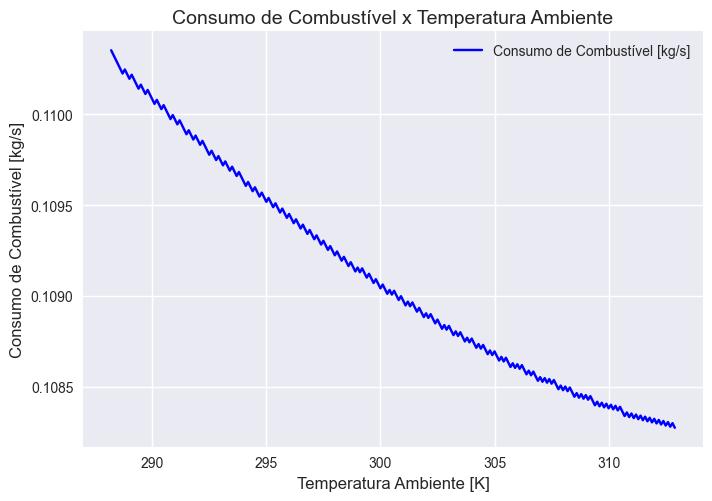 Consumo de Combustível x Temperatura Ambiente
Consumo de Combustível [kg/s]
Consumo de Combustível [kg/s]
0.1100
0.1095
0.1090
0.1085
290 295 300 305 310
Temperatura Ambiente [K]